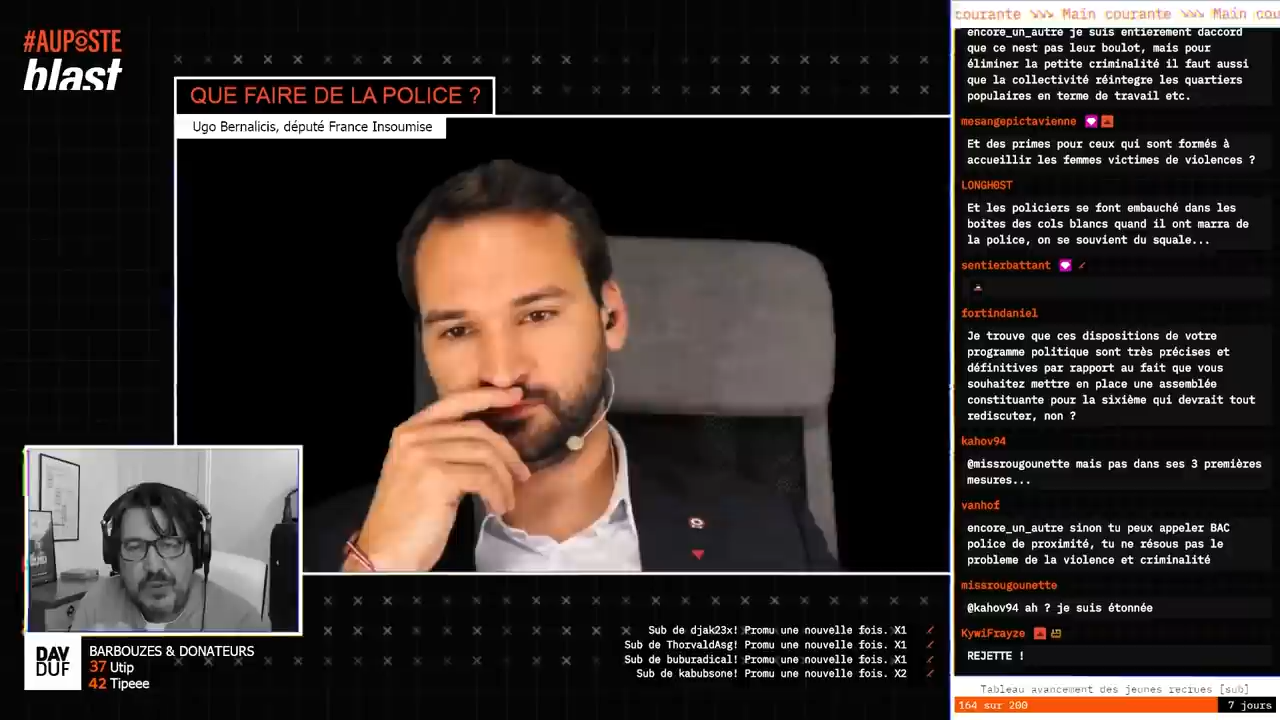 #AUPOSTE
blast
QUE FAIRE DE LA POLICE ?
Ugo Bernalicis, député France Insoumise
DAV
DUF
BARBOUZES & DONATEURS
37 Utip
42 Tipeee
Sub de djak23x! Promu une nouvelle fois. X1
Sub de ThorvaldAsg! Promu une nouvelle fois. X1
Sub de buburadical! Promu une nouvelle fois. X1
Sub de kabubsone! Promu une nouvelle fois. X2
courante >>> Main courante >>> Main cou
encore_un_autre je suis entierement daccord
que ce nest pas leur boulot, mais pour
éliminer la petite criminalité il faut aussi
que la collectivité réintegre les quartiers
populaires en terme de travail etc.
mesangepictavienne
Et des primes pour ceux qui sont formés à
accueillir les femmes victimes de violences ?
LONGH0ST
Et les policiers se font embauché dans les
boites des cols blancs quand il ont marra de
la police, on se souvient du squale...
sentierbattant
fortindaniel
Je trouve que ces dispositions de votre
programme politique sont très précises et
définitives par rapport au fait que vous
souhaitez mettre en place une assemblée
constituante pour la sixième qui devrait tout
rediscuter, non ?
kahov94
@missrougounette mais pas dans ses 3 premières
mesures...
vanhof
encore_un_autre sinon tu peux appeler BAC
police de proximité, tu ne résous pas le
probleme de la violence et criminalité
missrougounette
@kahov94 ah ? je suis étonnée
KywiFrayze
REJETTE !
Tableau avancement des jeunes recrues [sub]
164 sur 200
7 jours